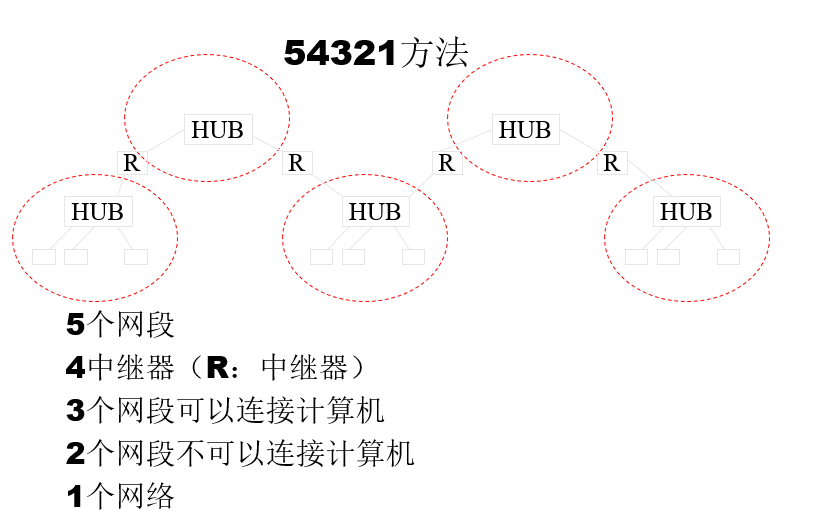 54321方法
HUB
HUB
R
R
R
R
HUB
HUB
HUB
5个网段
4中继器（R：中继器）
3个网段可以连接计算机
2个网段不可以连接计算机
1个网络